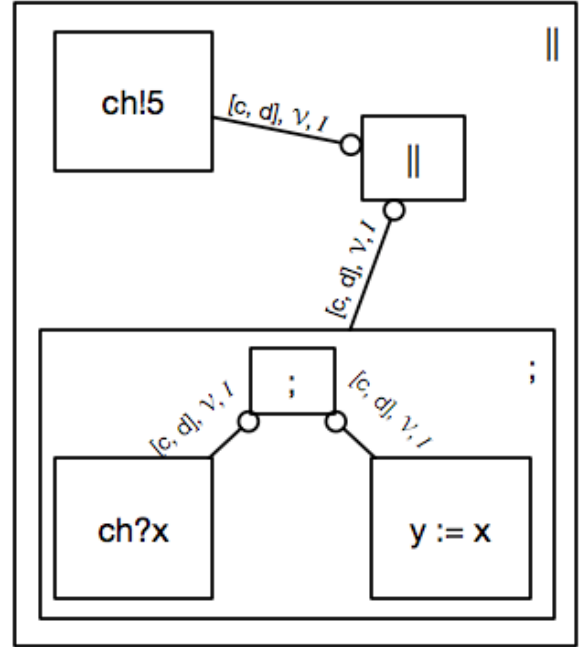 ||
ch!5
[c, d], 𝒱, I
||
[c, d], 𝒱, I
;
;
[c, d], 𝒱, I
[c, d], 𝒱, I
ch?x
y := x